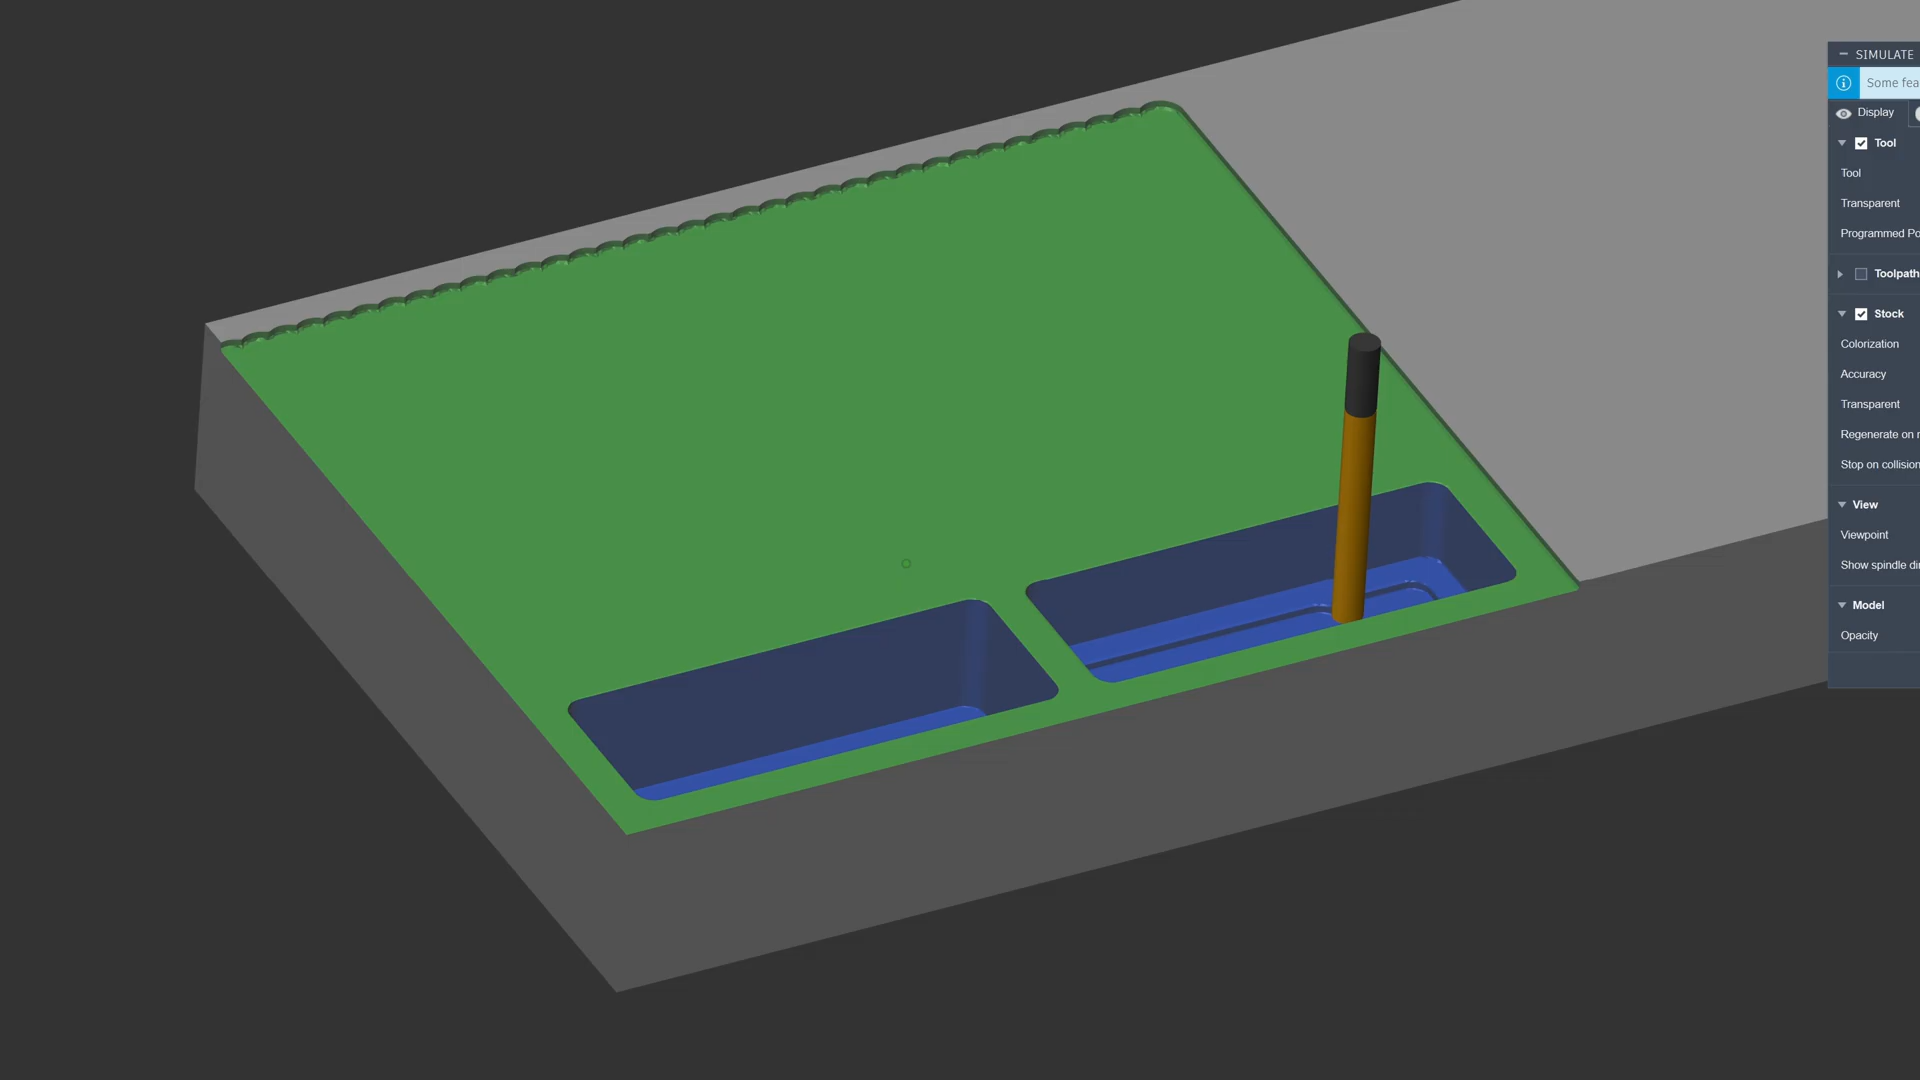 SIMULATE
Some fea
Display
Tool
Tool
Transparent
Programmed Po
Toolpath
Stock
Colorization
Accuracy
Transparent
Regenerate on r
Stop on collision
View
Viewpoint
Show spindle di
Model
Opacity